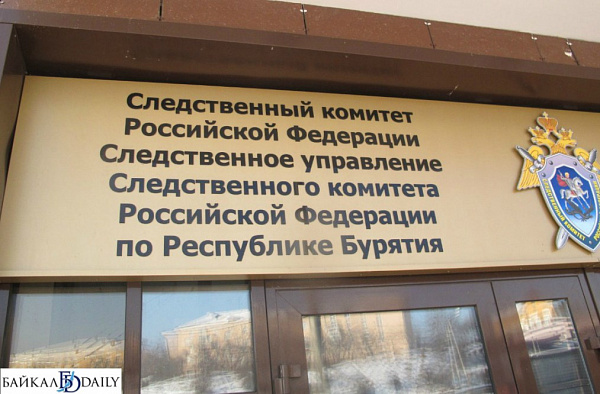 Следственный комитет
Российской Федерации
Следственное управление
Следственного комитета
Российской Федерации
по Республике Бурятия
БАЙКАЛ DAILY